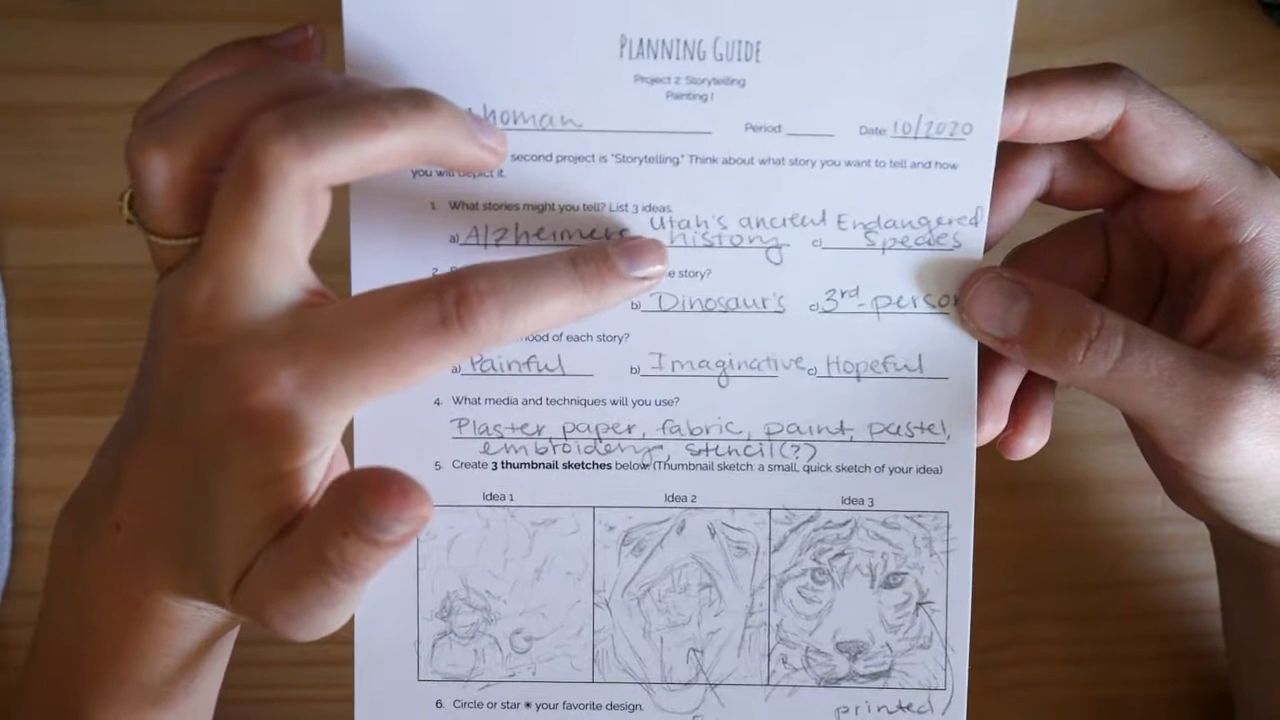 PLANNING GUIDE
Project 2: Storytelling
Painting I
homan Period ____ Date: 10/2020
second project is "Storytelling." Think about what story you want to tell and how
you will depict it.
1. What stories might you tell? List 3 ideas.
a) Alzheimers Utah's ancient history c) Endangered Species
2. e story?
b) Dinosaur's c) 3rd-person
mood of each story?
a) Painful b) Imaginative c) Hopeful
4. What media and techniques will you use?
Plaster paper, fabric, paint, pastel,
embroidery, stencil(?)
5. Create 3 thumbnail sketches below (Thumbnail sketch: a small, quick sketch of your idea)
Idea 1 Idea 2 Idea 3
6. Circle or star * your favorite design.
printed